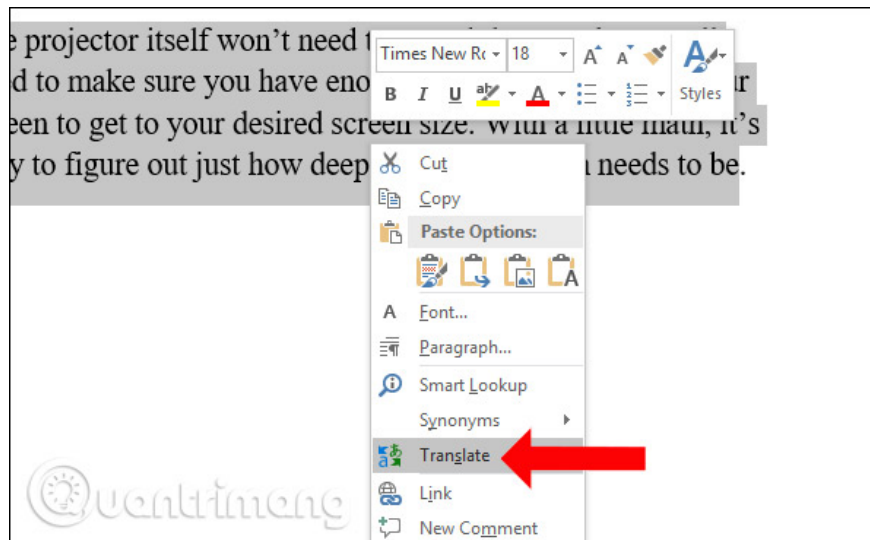 e projector itself won't need t
Times New Ro 18
d to make sure you have eno
B I U A Styles
ur
een to get to your desired screen size. With a little math, it's
y to figure out just how deep
needs to be.
Cut
Copy
Paste Options:
Font...
Paragraph...
Smart Lookup
Synonyms
Translate
Link
New Comment
Quantrimang